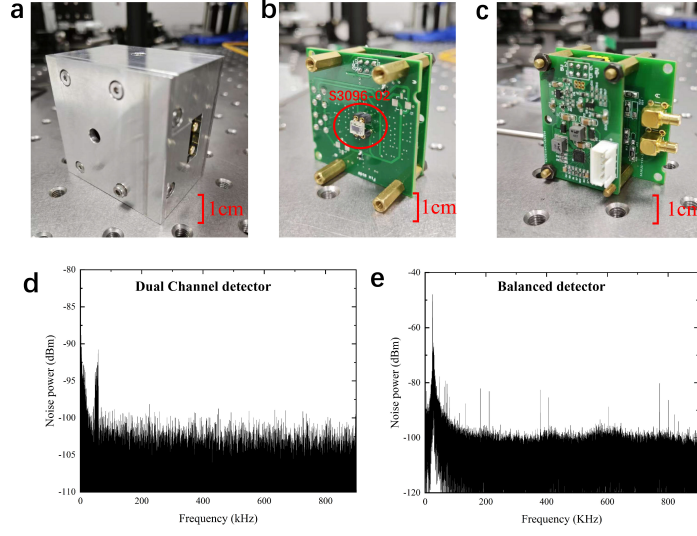 a
b
c
S3096-02
1cm
1cm
1cm
d
Dual Channel detector
Noise power (dBm)
-80
-85
-90
-95
-100
-105
-110
0
200
400
600
800
Frequency (kHz)
e
Balanced detector
Noise power (dBm)
-40
-60
-80
-100
-120
0
200
400
600
800
Frequency (KHz)